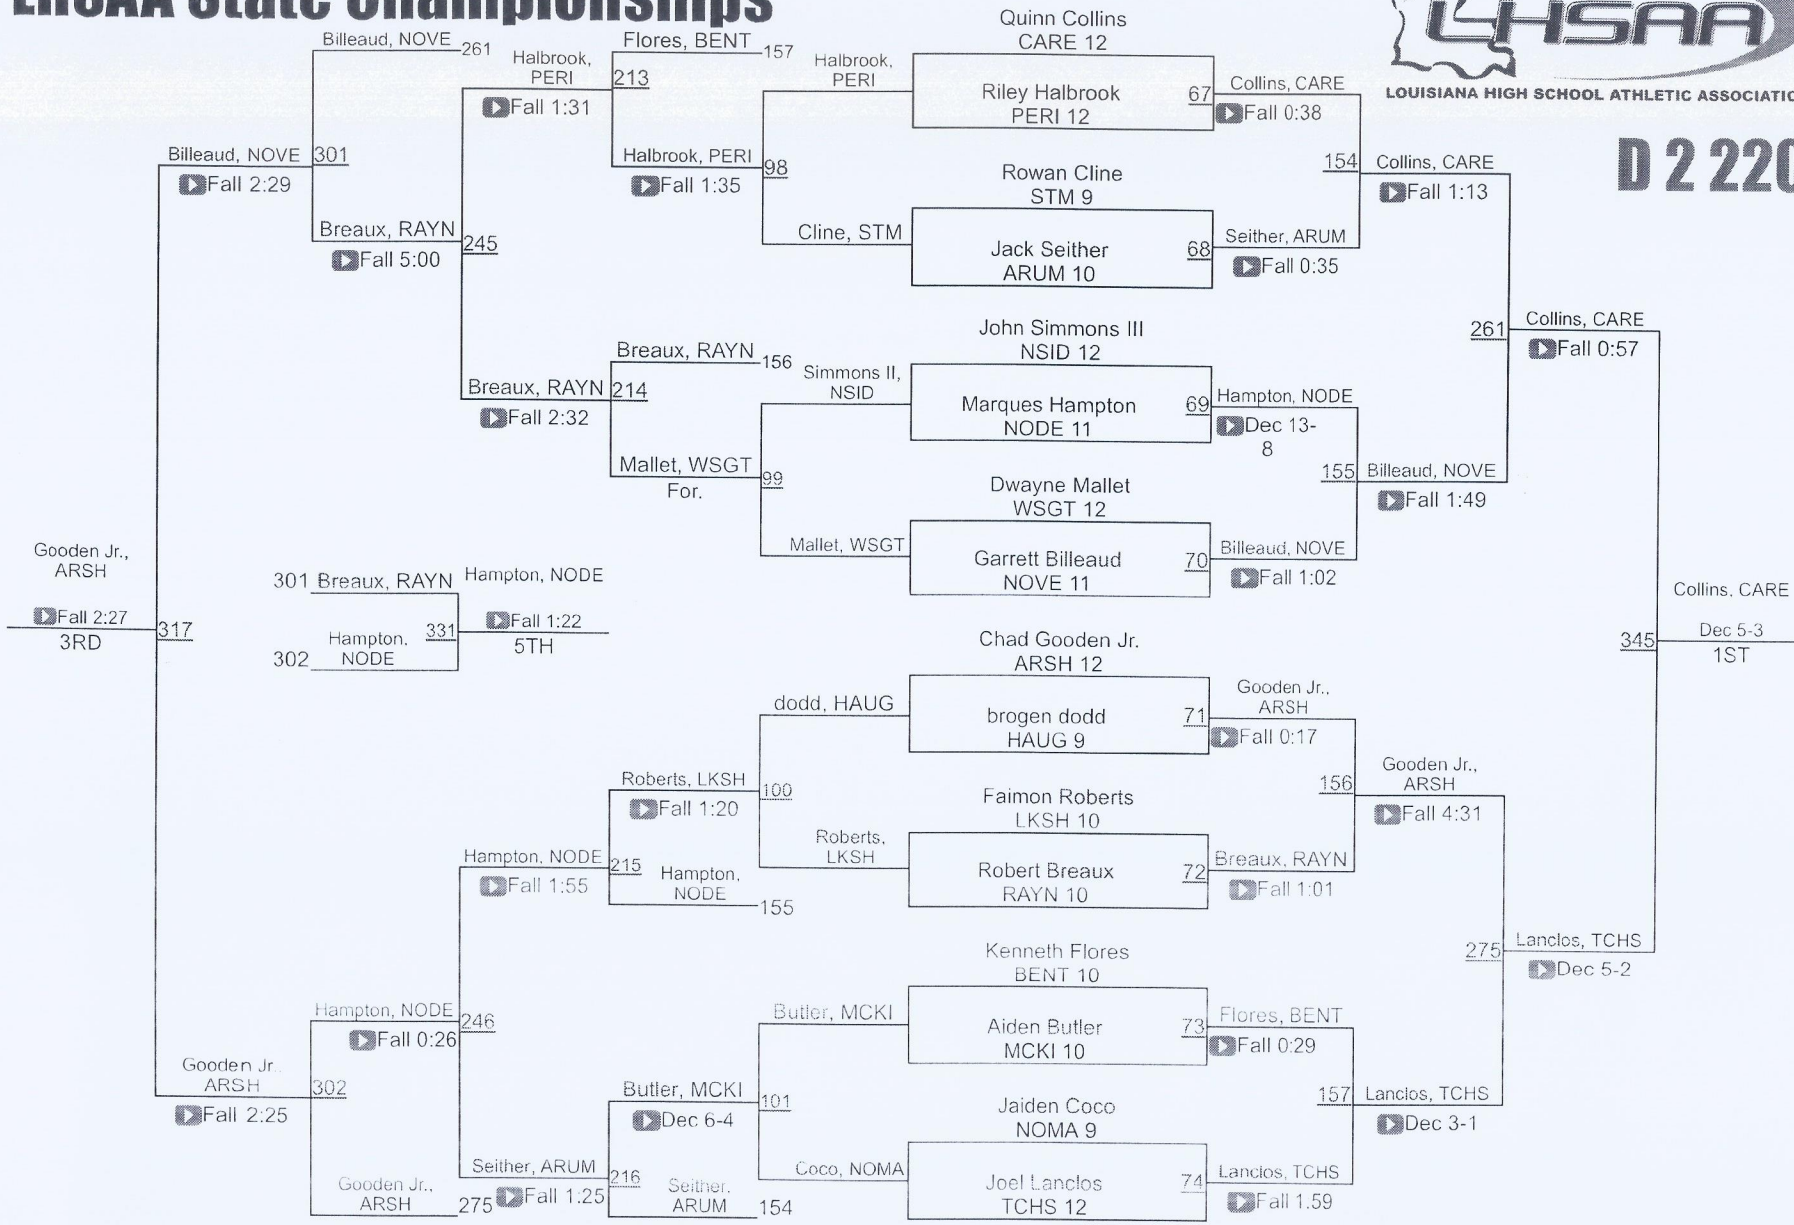 LHSAA State Championships
LHSAA
LOUISIANA HIGH SCHOOL ATHLETIC ASSOCIATIO
D 2 220
Billeaud, NOVE
261
Billeaud, NOVE
301
Fall 2:29
Breaux, RAYN
245
Fall 5:00
Halbrook,
PERI
213
Fall 1:31
Flores, BENT
157
Halbrook, PERI
98
Fall 1:35
Halbrook,
PERI
Cline, STM
Breaux, RAYN
214
Fall 2:32
Breaux, RAYN
156
Mallet, WSGT
99
For.
Simmons II,
NSID
Mallet, WSGT
Quinn Collins
CARE 12
Riley Halbrook
PERI 12
67
Rowan Cline
STM 9
Jack Seither
ARUM 10
68
John Simmons III
NSID 12
Marques Hampton
NODE 11
69
Dwayne Mallet
WSGT 12
Garrett Billeaud
NOVE 11
70
Chad Gooden Jr.
ARSH 12
brogen dodd
HAUG 9
71
Faimon Roberts
LKSH 10
Robert Breaux
RAYN 10
72
Kenneth Flores
BENT 10
Aiden Butler
MCKI 10
73
Jaiden Coco
NOMA 9
Joel Lanclos
TCHS 12
74
Collins, CARE
Fall 0:38
Seither, ARUM
Fall 0:35
154
Collins, CARE
Fall 1:13
Hampton, NODE
Dec 13-
8
Billeaud, NOVE
Fall 1:02
155
Billeaud, NOVE
Fall 1:49
261
Collins, CARE
Fall 0:57
Gooden Jr.,
ARSH
Fall 0:17
Breaux, RAYN
Fall 1:01
156
Gooden Jr.,
ARSH
Fall 4:31
Flores, BENT
Fall 0:29
Lanclos, TCHS
Fall 1.59
157
Lanclos, TCHS
Dec 3-1
275
Lanclos, TCHS
Dec 5-2
345
Collins, CARE
Dec 5-3
1ST
Gooden Jr.,
ARSH
Fall 2:27
3RD
317
301 Breaux, RAYN
302
Hampton,
NODE
331
Hampton, NODE
Fall 1:22
5TH
dodd, HAUG
Roberts, LKSH
100
Fall 1:20
Roberts,
LKSH
Hampton, NODE
215
Fall 1:55
Hampton,
NODE
155
Hampton, NODE
246
Fall 0:26
Gooden Jr.
ARSH
302
Fall 2:25
Gooden Jr.,
ARSH
275
Seither, ARUM
216
Fall 1:25
Butler, MCKI
Butler, MCKI
101
Dec 6-4
Coco, NOMA
Seither,
ARUM
154